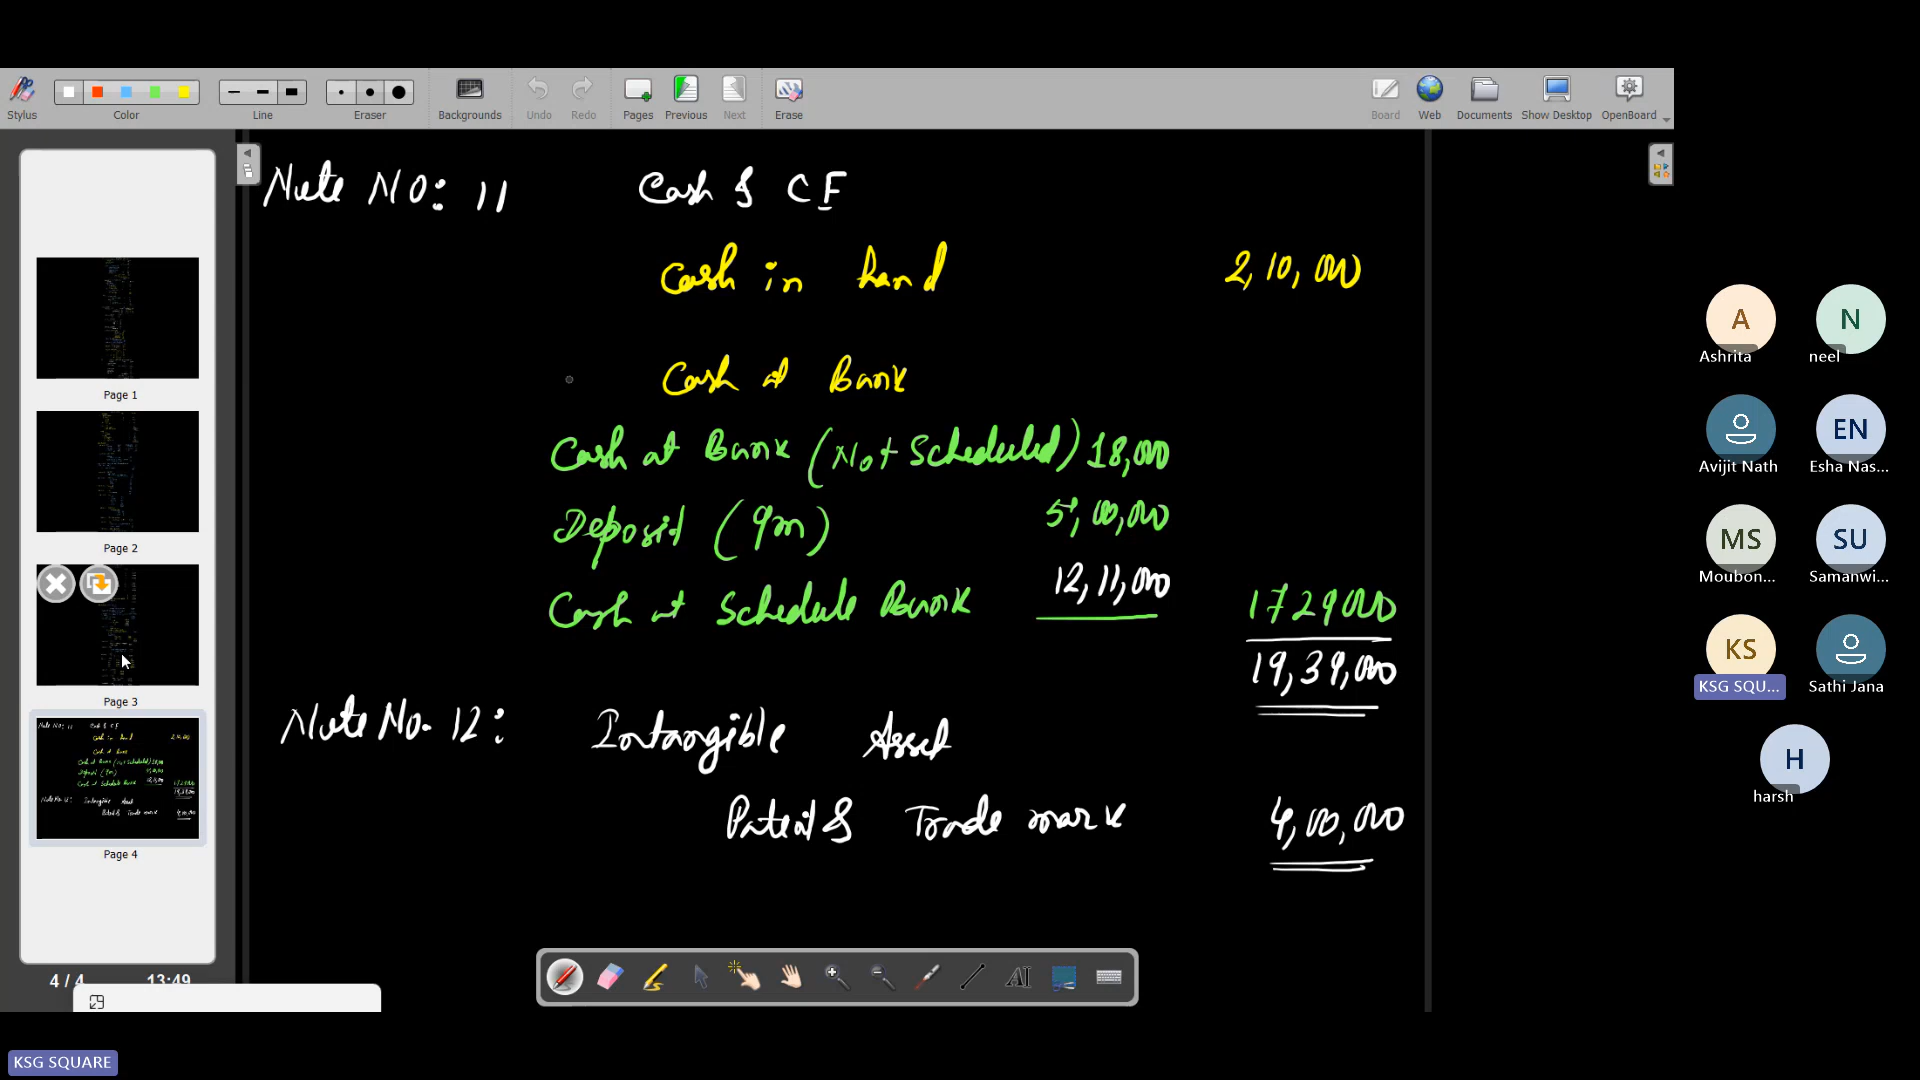 Stylus
Color
Line
Eraser
Backgrounds
Undo
Redo
Pages
Previous
Next
Erase
Board
Web
Documents
Show Desktop
OpenBoard
Note No: 11 Cash & CE
Cash in hand 2,10,000
Cash at Bank
Cash at Bank (Not Scheduled) 18,000
Deposit (9m) 5,00,000
Cash at Schedule Bank 12,11,000 1729000
19,39,000
Note No. 12: Intangible Asset
Patent & Trade mark 4,00,000
Page 1
Page 2
Page 3
Page 4
4 / 4 13:49
A
Ashrita
N
neel
Avijit Nath
EN
Esha Nas...
MS
Moubon...
SU
Samanwi...
KS
KSG SQU...
Sathi Jana
H
harsh
KSG SQUARE